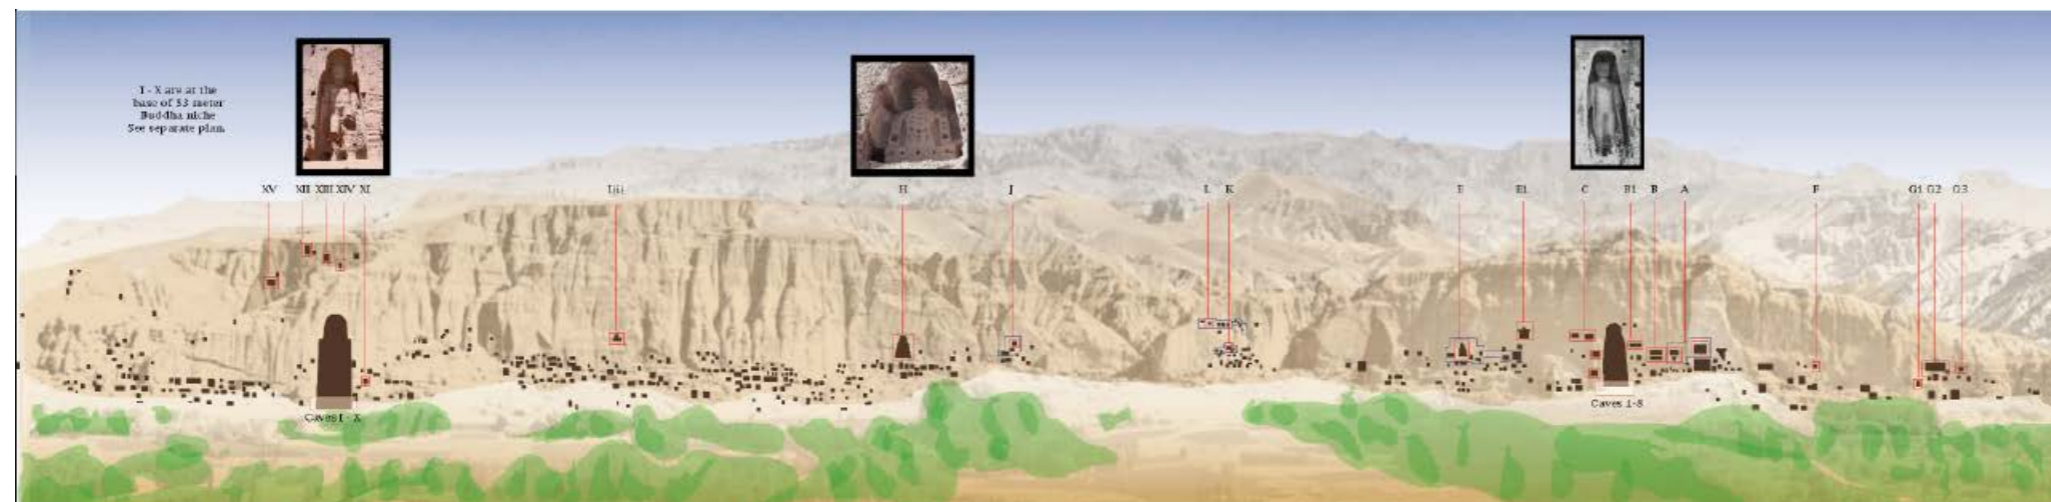 I - X are at the
base of 53 meter
Buddha niche
See separate plan.
XV XII XIII XIV XI H J L K E E1 C B1 B A F G1 G2 G3
Caves I - X
Caves 1-8